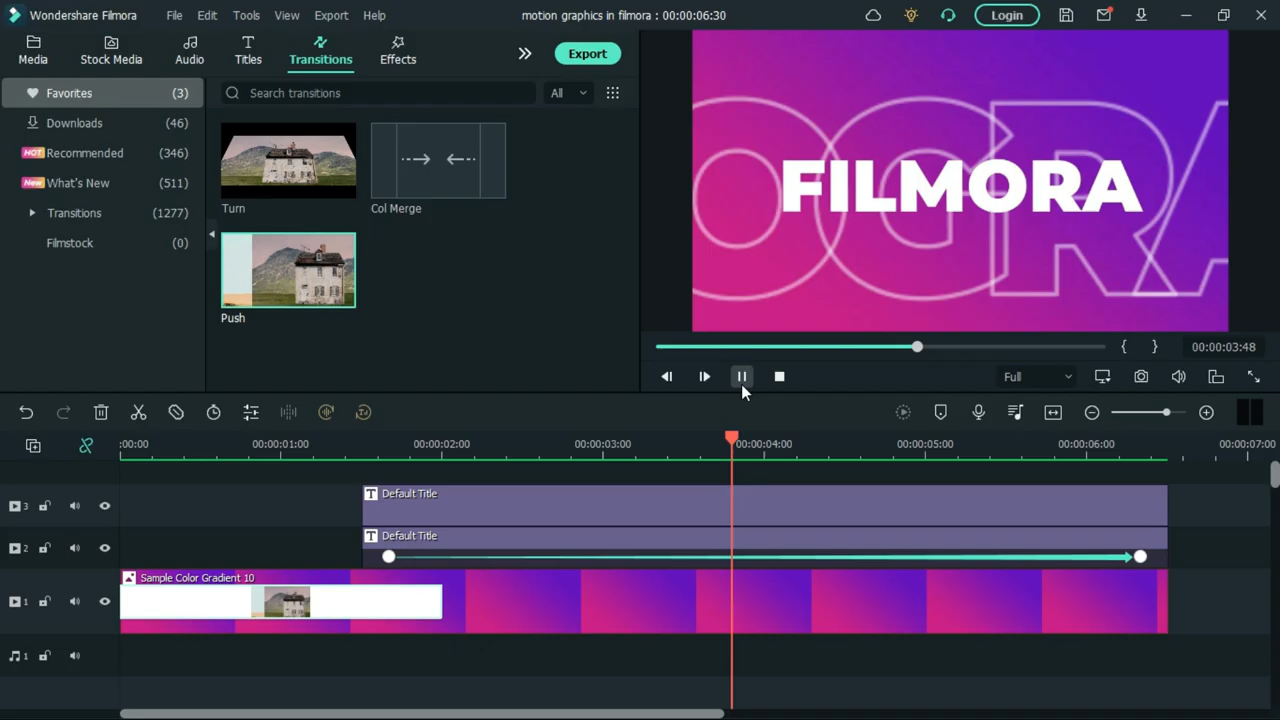 Wondershare Filmora
File
Edit
Tools
View
Export
Help
motion graphics in filmora : 00:00:06:30
Login
Media
Stock Media
Audio
Titles
Transitions
Effects
Export
Favorites (3)
Downloads (46)
HOT Recommended (346)
New What's New (511)
Transitions (1277)
Filmstock (0)
Search transitions
All
Turn
Col Merge
Push
OGRA
FILMORA
{ } 00:00:03:48
Full
:00:00 00:00:01:00 00:00:02:00 00:00:03:00 00:00:04:00 00:00:05:00 00:00:06:00 00:00:07:00
3
T Default Title
2
T Default Title
1
Sample Color Gradient 10
1